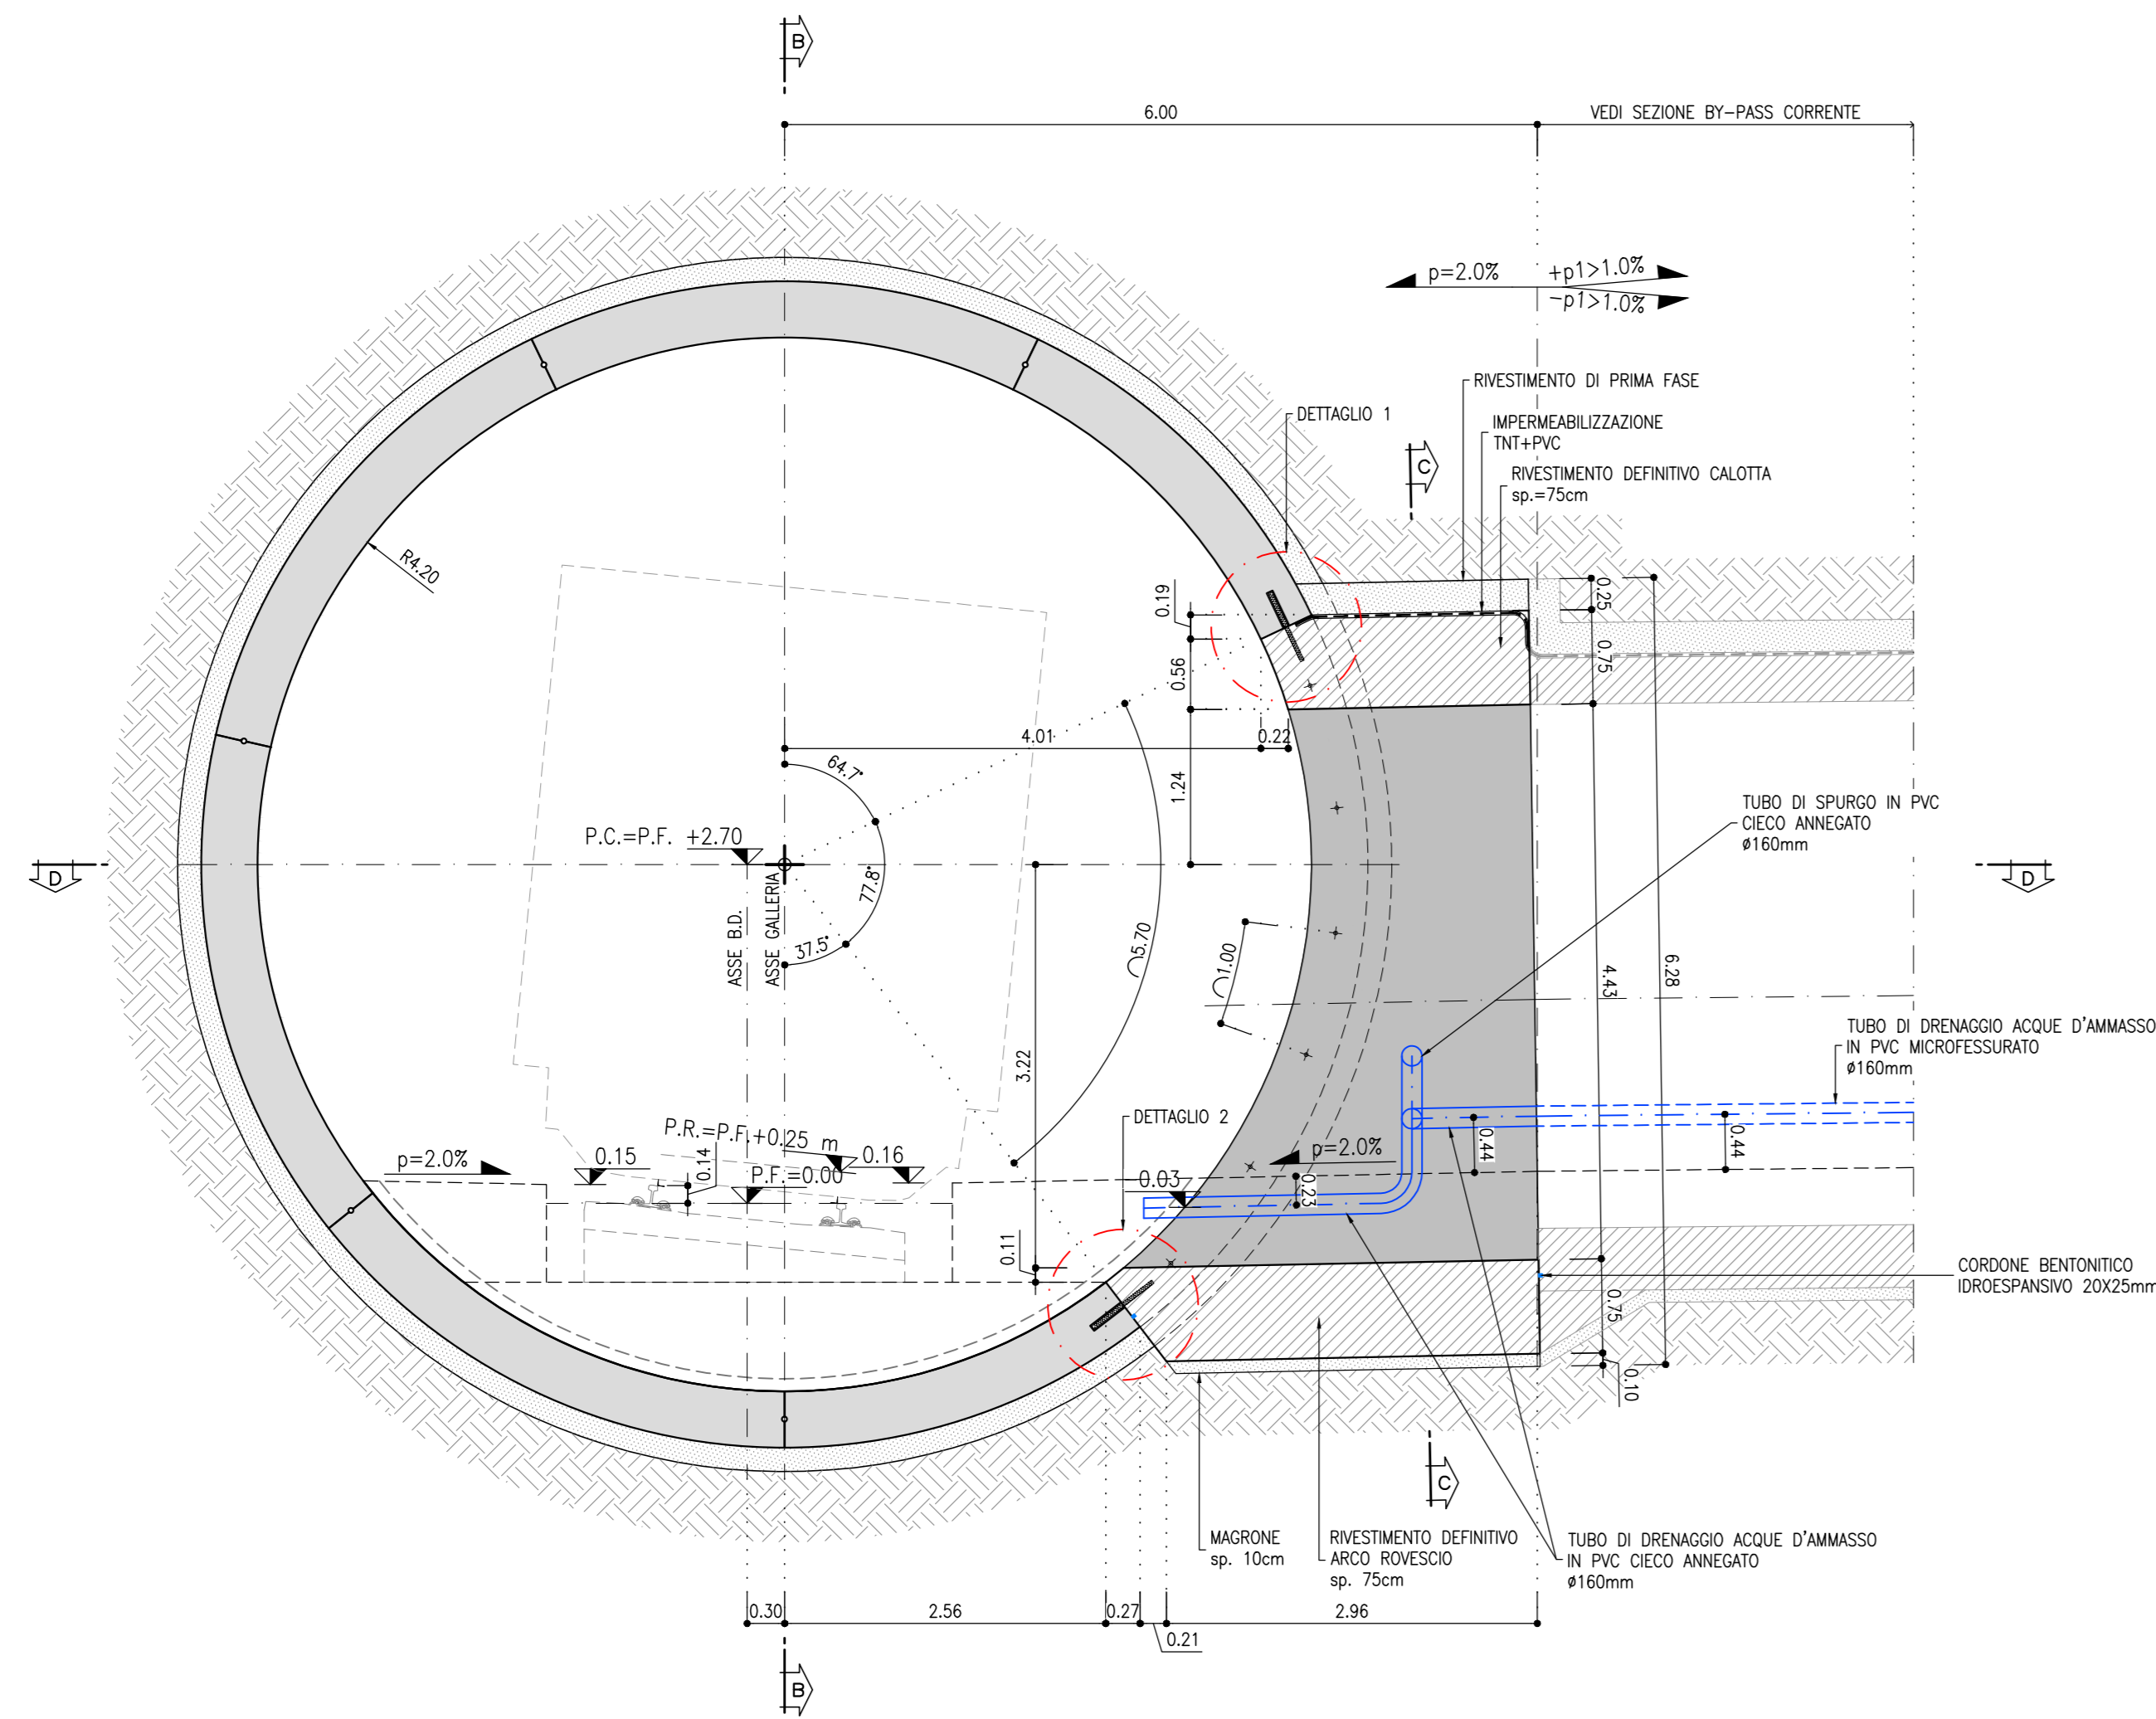 B
6.00
VEDI SEZIONE BY-PASS CORRENTE
p=2.0%
+p1>1.0%
-p1>1.0%
RIVESTIMENTO DI PRIMA FASE
DETTAGLIO 1
IMPERMEABILIZZAZIONE
TNT+PVC
C
RIVESTIMENTO DEFINITIVO CALOTTA
sp.=75cm
R4.20
0.19
0.25
0.56
0.75
4.01
0.22
64.7°
1.24
TUBO DI SPURGO IN PVC
CIECO ANNEGATO
ø160mm
P.C.=P.F. +2.70
D
D
77.8°
ASSE B.D.
ASSE GALLERIA
37.5°
5.70
1.00
4.43
6.28
3.22
TUBO DI DRENAGGIO ACQUE D'AMMASSO
IN PVC MICROFESSURATO
ø160mm
DETTAGLIO 2
P.R.=P.F.+0.25 m
p=2.0%
0.15
0.14
0.16
P.F.=0.00
p=2.0%
0.44
0.44
0.03
0.23
0.11
CORDONE BENTONITICO
IDROESPANSIVO 20X25mm
0.75
0.10
C
MAGRONE
sp. 10cm
RIVESTIMENTO DEFINITIVO
ARCO ROVESCIO
sp. 75cm
TUBO DI DRENAGGIO ACQUE D'AMMASSO
IN PVC CIECO ANNEGATO
ø160mm
0.30
2.56
0.27
2.96
0.21
B